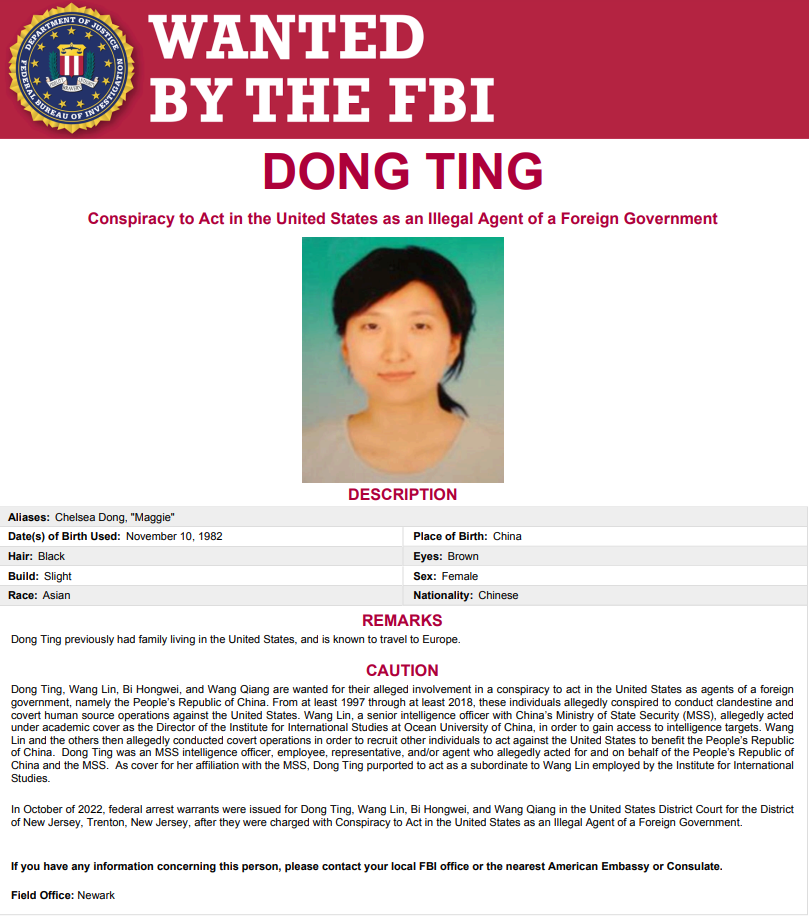 DEPARTMENT OF JUSTICE
FEDERAL BUREAU OF INVESTIGATION
WANTED
BY THE FBI
DONG TING
Conspiracy to Act in the United States as an Illegal Agent of a Foreign Government
DESCRIPTION
Aliases: Chelsea Dong, "Maggie"
Date(s) of Birth Used: November 10, 1982
Place of Birth: China
Hair: Black
Eyes: Brown
Build: Slight
Sex: Female
Race: Asian
Nationality: Chinese
REMARKS
Dong Ting previously had family living in the United States, and is known to travel to Europe.
CAUTION
Dong Ting, Wang Lin, Bi Hongwei, and Wang Qiang are wanted for their alleged involvement in a conspiracy to act in the United States as agents of a foreign
government, namely the People's Republic of China. From at least 1997 through at least 2018, these individuals allegedly conspired to conduct clandestine and
covert human source operations against the United States. Wang Lin, a senior intelligence officer with China's Ministry of State Security (MSS), allegedly acted
under academic cover as the Director of the Institute for International Studies at Ocean University of China, in order to gain access to intelligence targets. Wang
Lin and the others then allegedly conducted covert operations in order to recruit other individuals to act against the United States to benefit the People's Republic
of China. Dong Ting was an MSS intelligence officer, employee, representative, and/or agent who allegedly acted for and on behalf of the People's Republic of
China and the MSS. As cover for her affiliation with the MSS, Dong Ting purported to act as a subordinate to Wang Lin employed by the Institute for International
Studies.
In October of 2022, federal arrest warrants were issued for Dong Ting, Wang Lin, Bi Hongwei, and Wang Qiang in the United States District Court for the District
of New Jersey, Trenton, New Jersey, after they were charged with Conspiracy to Act in the United States as an Illegal Agent of a Foreign Government.
If you have any information concerning this person, please contact your local FBI office or the nearest American Embassy or Consulate.
Field Office: Newark